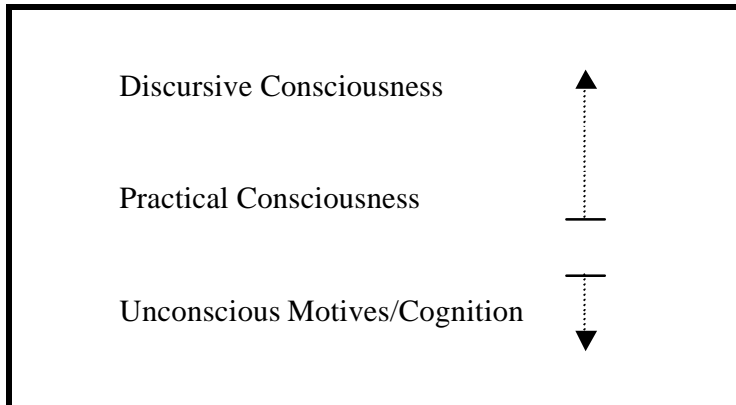 Discursive Consciousness
Practical Consciousness
Unconscious Motives/Cognition